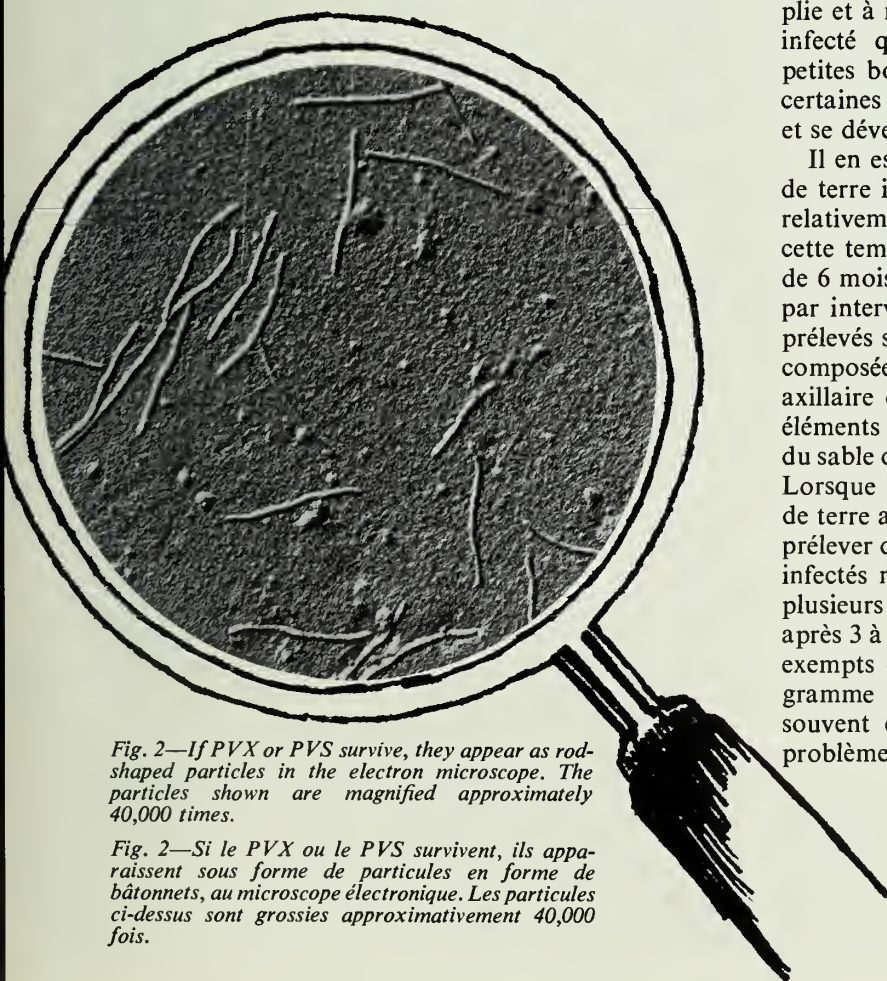 Fig. 2—If PVX or PVS survive, they appear as rod-
shaped particles in the electron microscope. The
particles shown are magnified approximately
40,000 times.
Fig. 2—Si le PVX ou le PVS survivent, ils appa-
raissent sous forme de particules en forme de
bâtonnets, au microscope électronique. Les particules
ci-dessus sont grossies approximativement 40,000
fois.
plie et à
infecté
petites
certaines
et se déve
Il en es
de terre
relativem
cette tem
de 6 mois
par interv
prélevés
composée
axillaire
éléments
du sable
Lorsque
de terre
prélever
infectés
plusieurs
après 3 à
exempts
gramme
souvent
problème